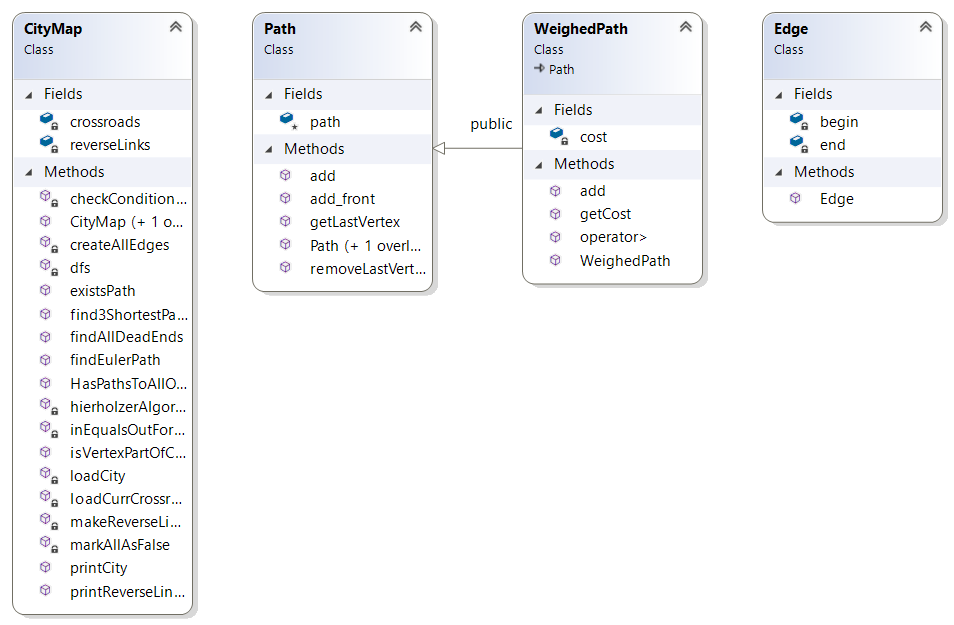 CityMap
Class
Fields
crossroads
reverseLinks
Methods
checkCondition...
CityMap (+ 1 o...
createAllEdges
dfs
existsPath
find3ShortestPa...
findAllDeadEnds
findEulerPath
HasPathsToAllO...
hierholzerAlgor...
inEqualsOutFor...
isVertexPartOfC...
loadCity
loadCurrCrossr...
makeReverseLi...
markAllAsFalse
printCity
printReverseLin...
Path
Class
Fields
path
Methods
add
add_front
getLastVertex
Path (+ 1 overl...
removeLastVert...
public
WeighedPath
Class
Path
Fields
cost
Methods
add
getCost
operator>
WeighedPath
Edge
Class
Fields
begin
end
Methods
Edge